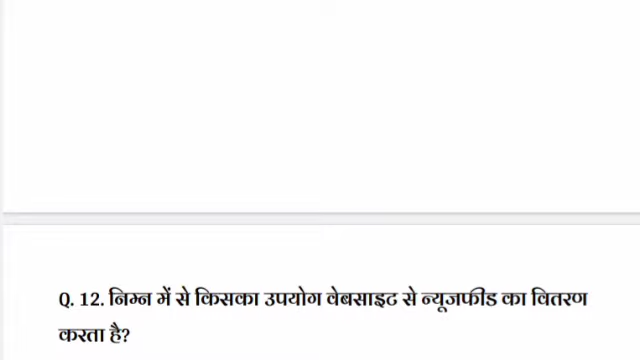 Q. 12. निम्न में से किसका उपयोग वेबसाइट से न्यूजफीड का वितरण
करता है?